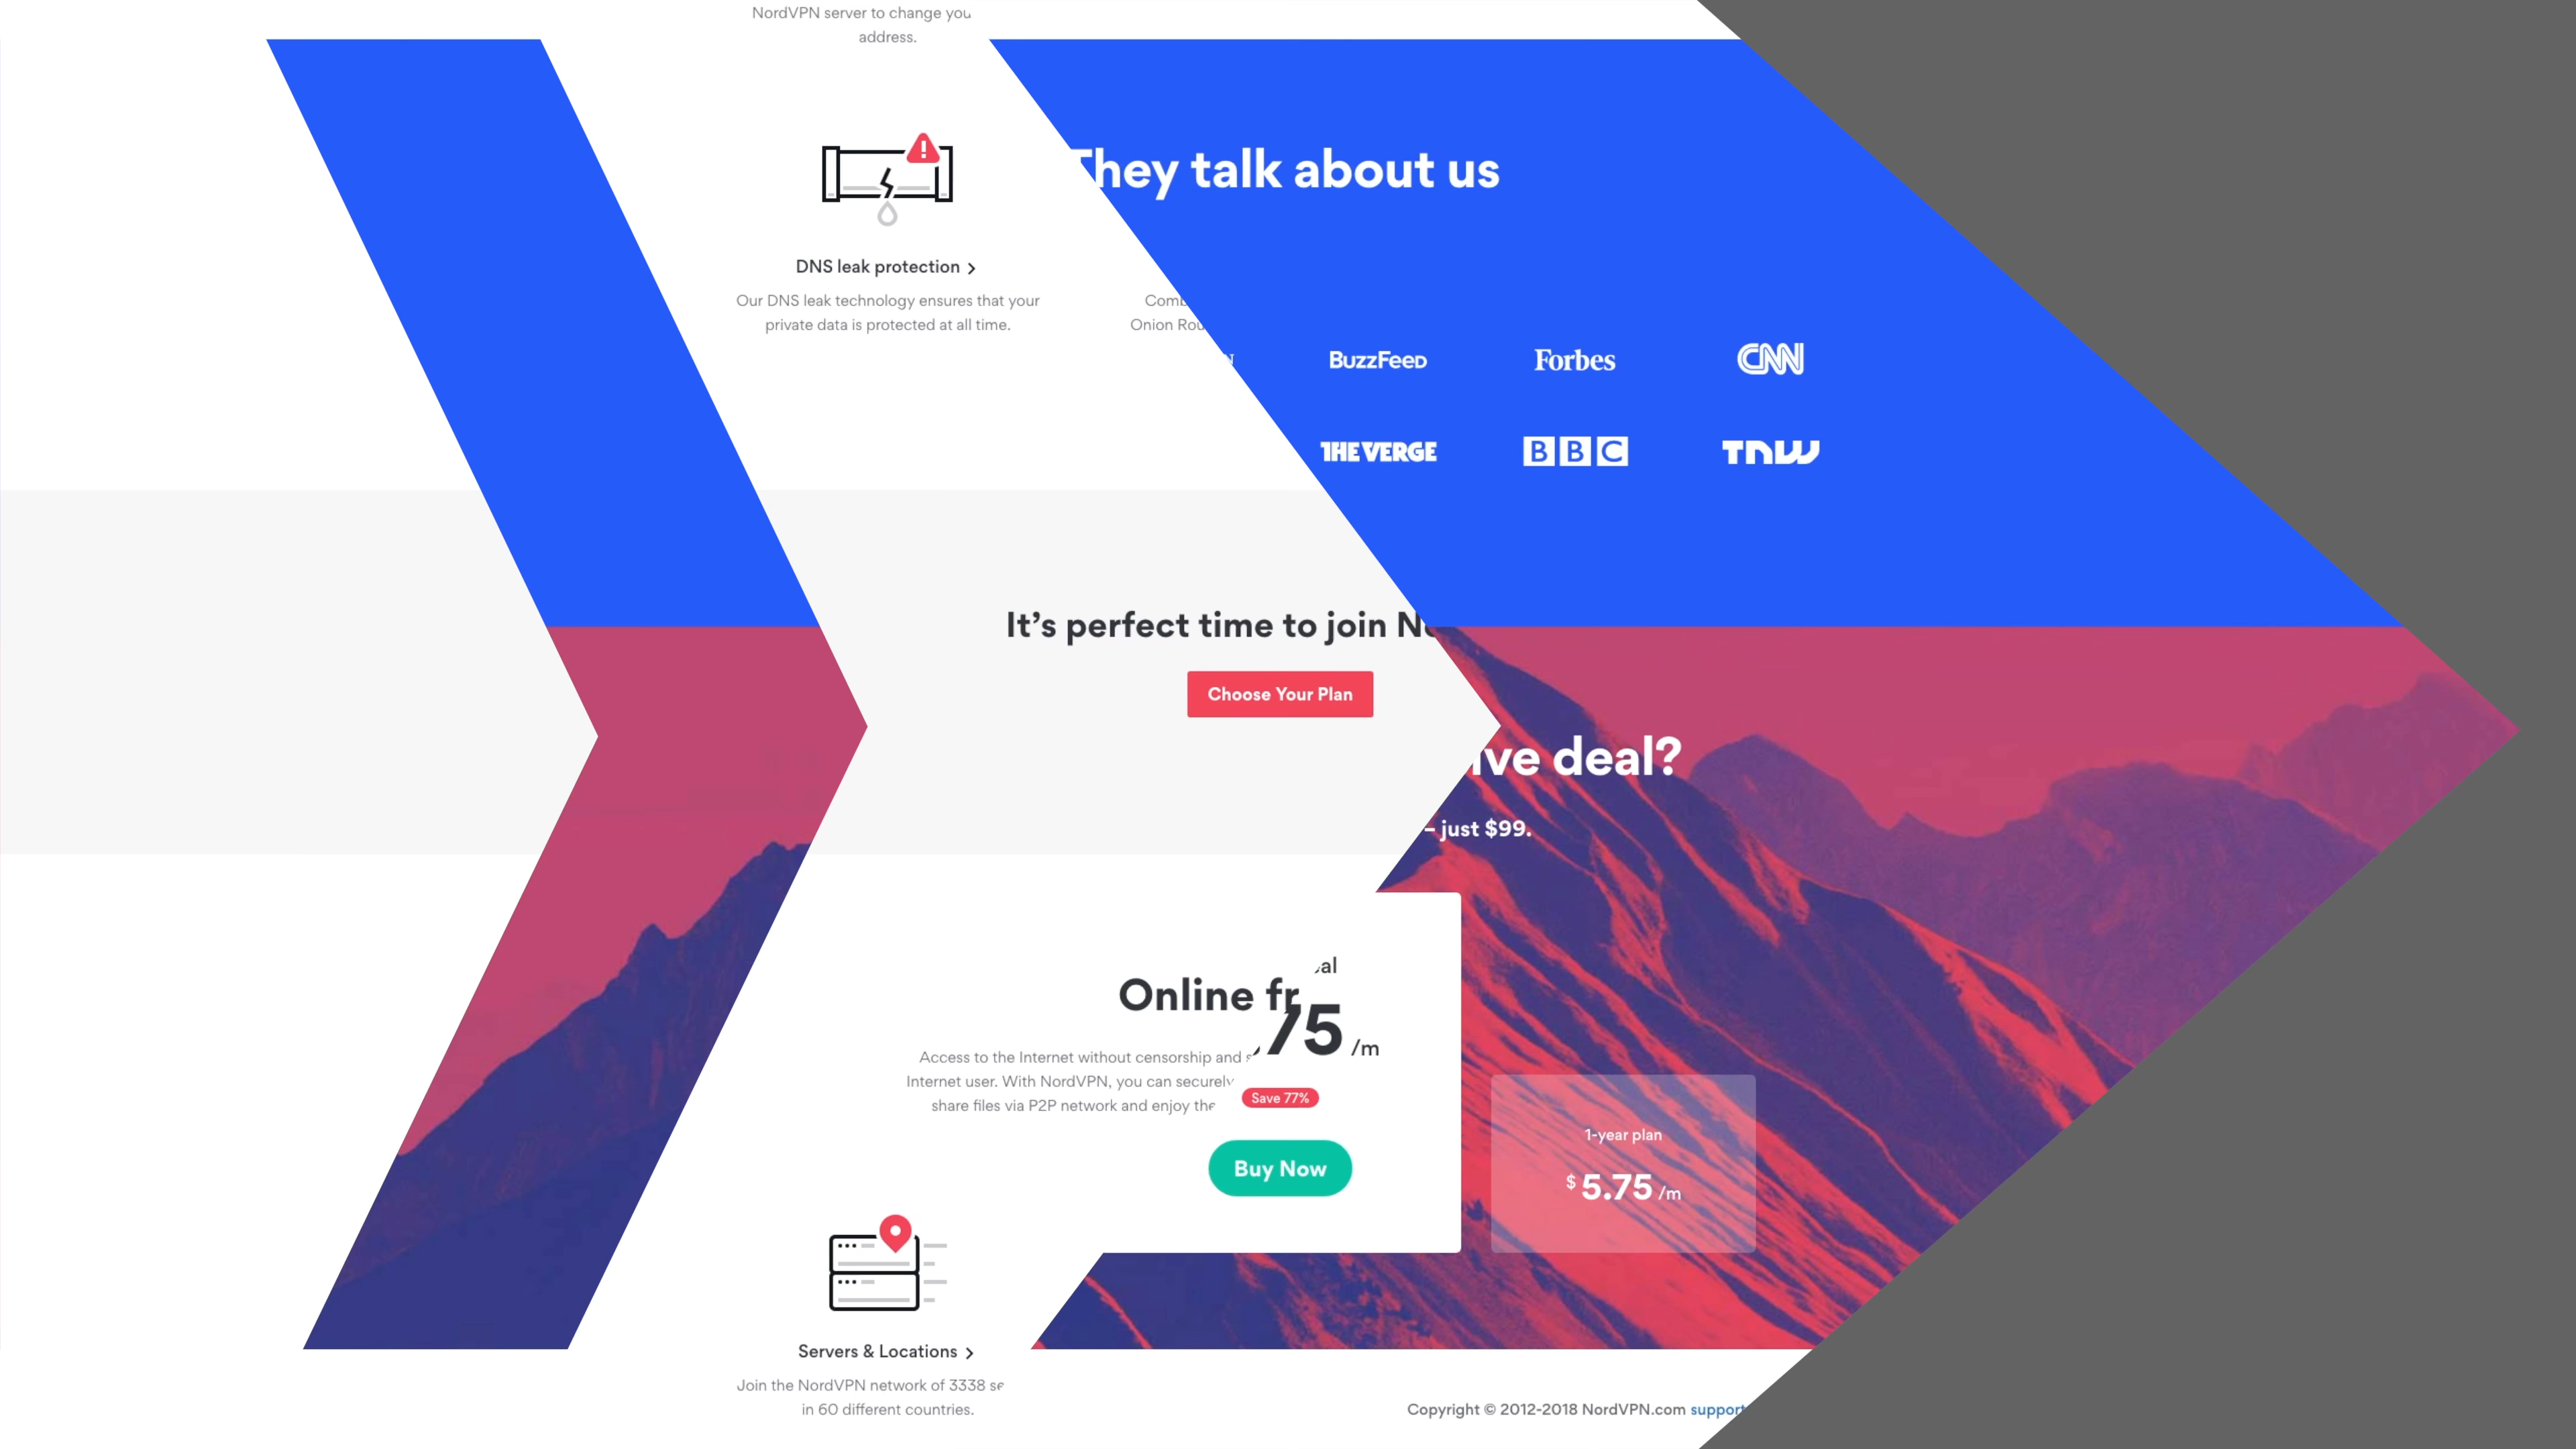 NordVPN server to change you
address.
They talk about us
DNS leak protection
Our DNS leak technology ensures that your
private data is protected at all time.
Onion
BuzzFeed
Forbes
CNN
THE VERGE
BBC
TNW
It's perfect time to join
Choose Your Plan
deal?
– just $99.
Online
75 /m
Access to the Internet without censorship and
Internet user. With NordVPN, you can securely
share files via P2P network and enjoy the
Save 77%
Buy Now
1-year plan
$ 5.75 /m
Servers & Locations
Join the NordVPN network of 3338
in 60 different countries.
Copyright © 2012-2018 NordVPN.com support